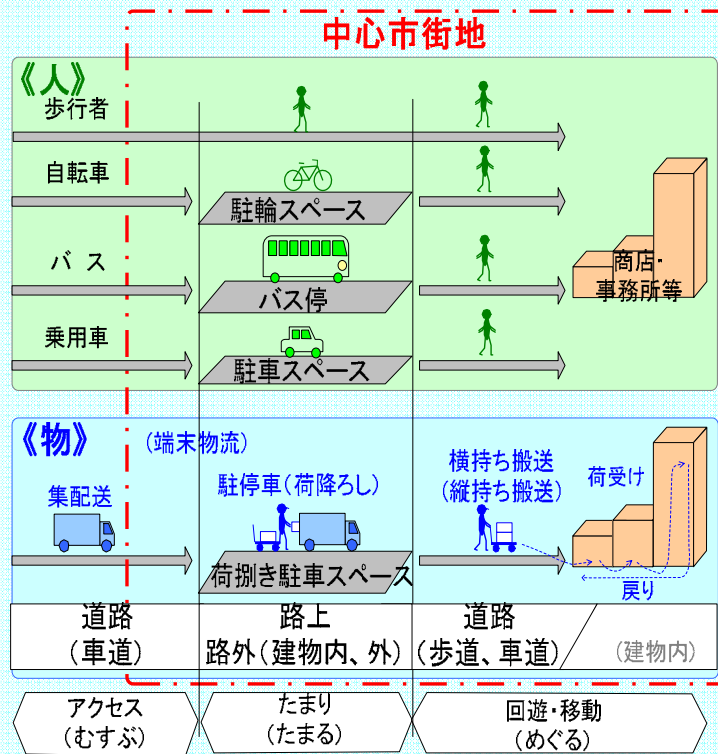 中心市街地
《人》
歩行者
自転車
駐輪スペース
バス
バス停
商店・
事務所等
乗用車
駐車スペース
《物》
(端末物流)
集配送
駐停車(荷降ろし)
横持ち搬送
(縦持ち搬送)
荷受け
荷捌き駐車スペース
戻り
道路
(車道)
路上
路外(建物内、外)
道路
(歩道、車道)
(建物内)
アクセス
(むすぶ)
たまり
(たまる)
回遊・移動
(めぐる)